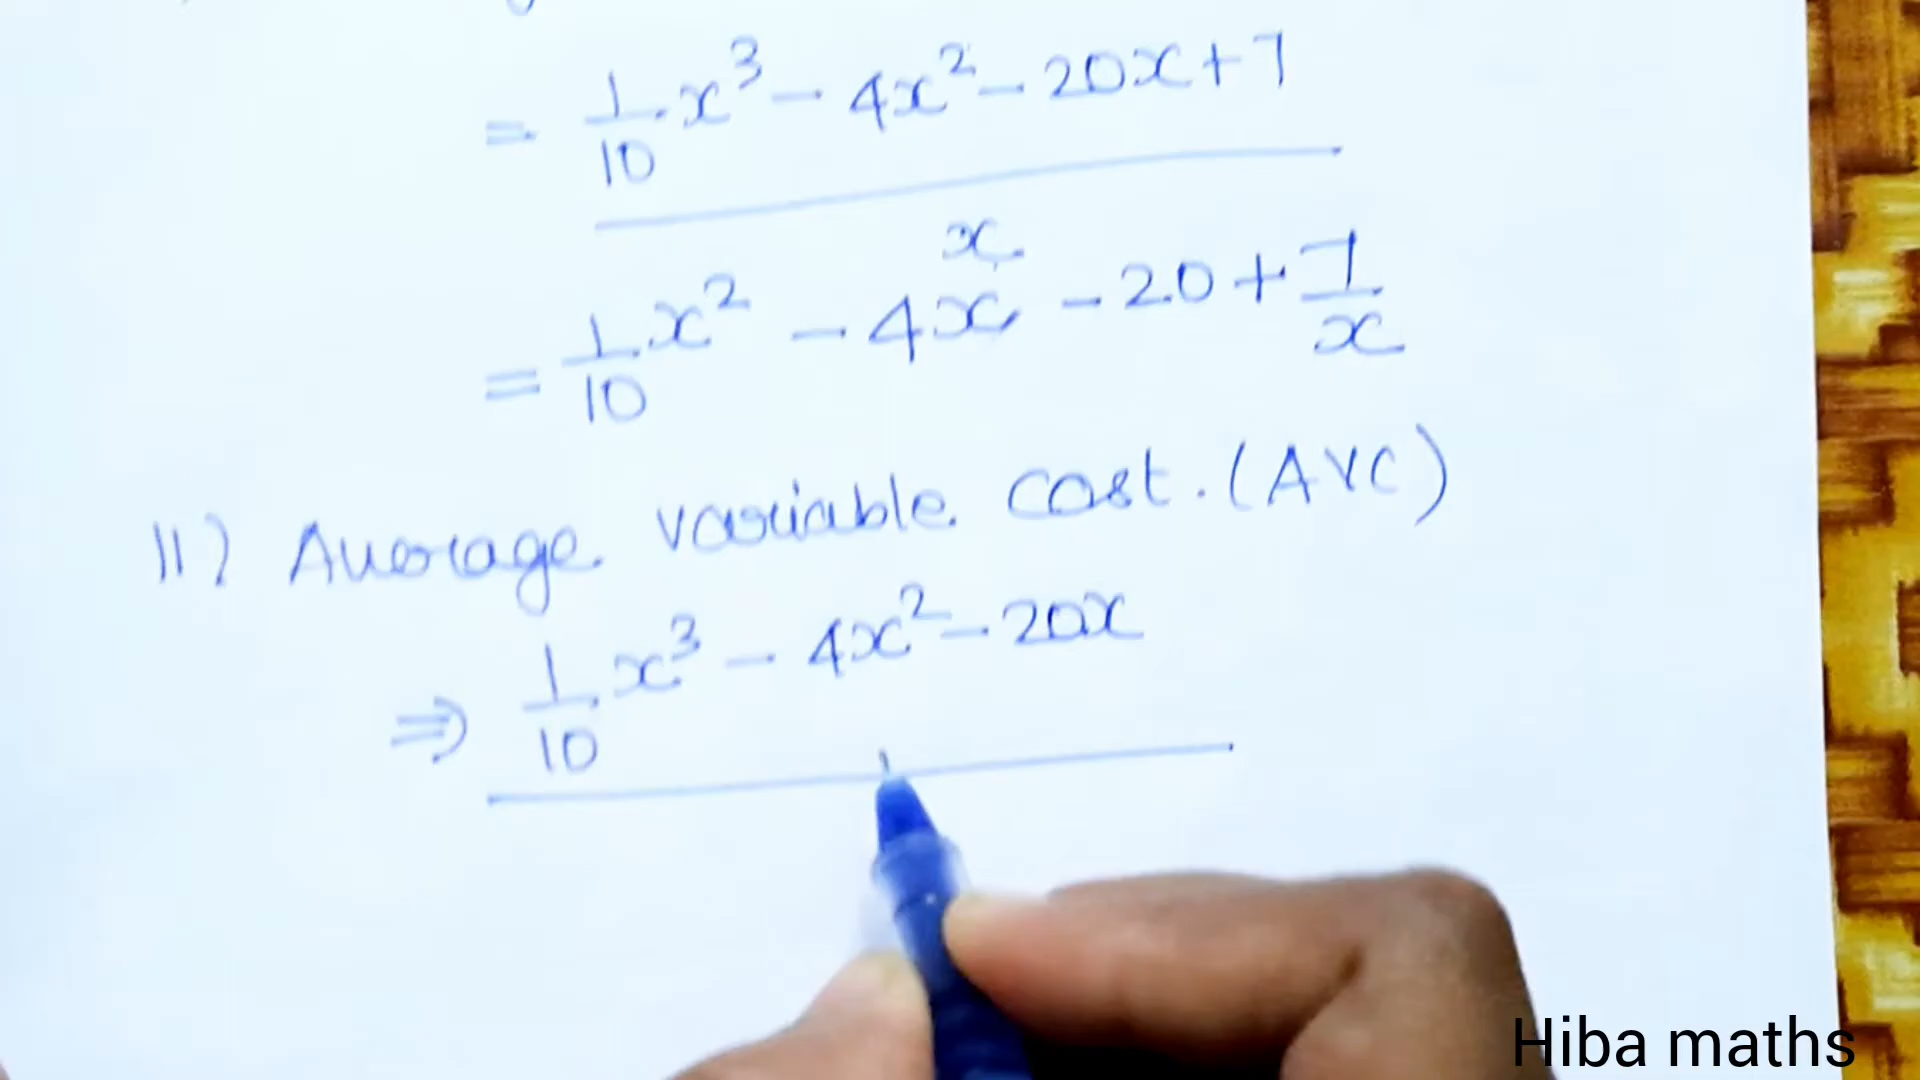 = 1/10 x³ - 4x² - 20x + 7
x
= 1/10 x² - 4x - 20 + 7/x
11) Average variable cost. (AVC)
⇒ 1/10 x³ - 4x² - 20x
Hiba maths